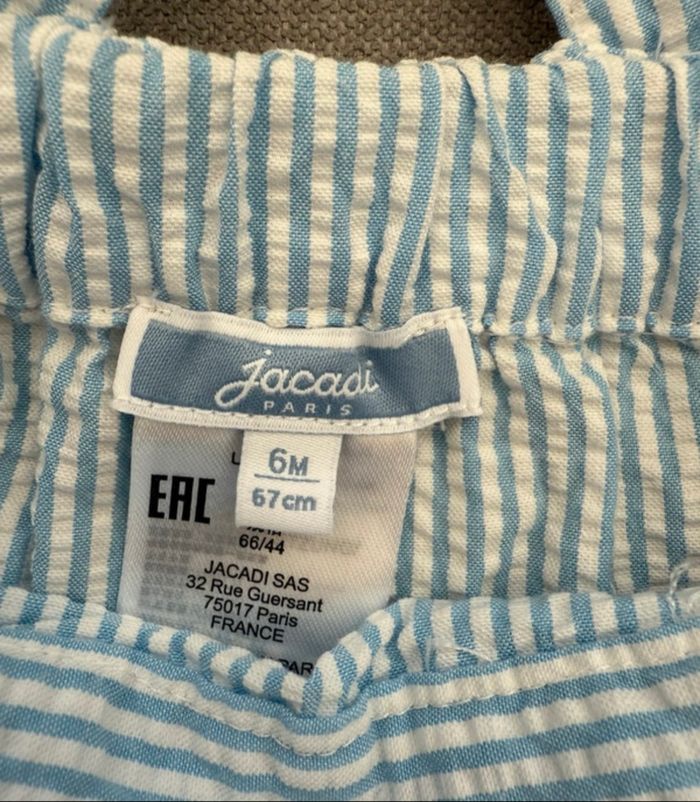 jacadi
PARIS
6M
67cm
EAC
66/44
JACADI SAS
32 Rue Guersant
75017 Paris
FRANCE